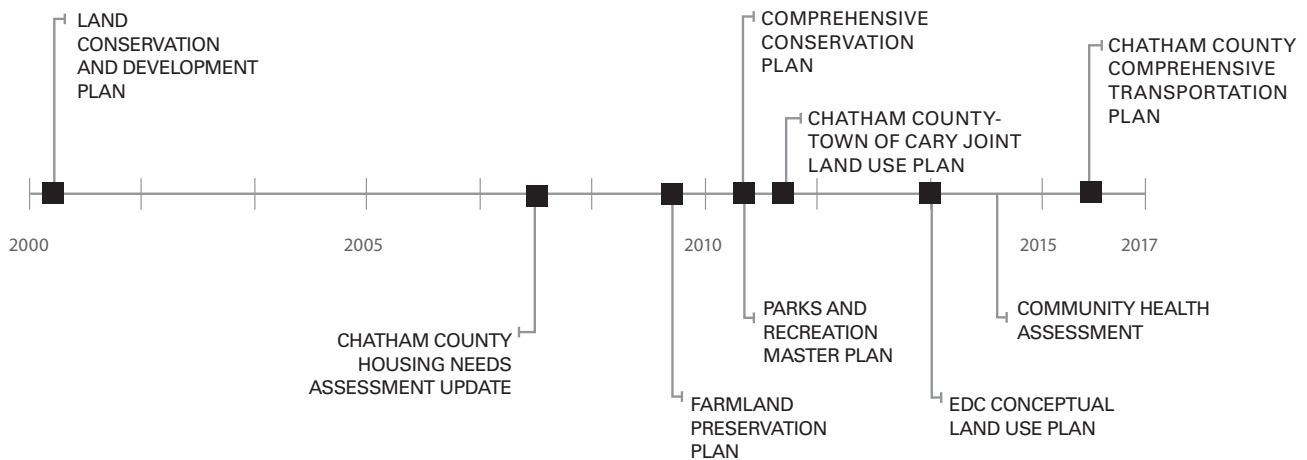 LAND
CONSERVATION
AND DEVELOPMENT
PLAN
COMPREHENSIVE
CONSERVATION
PLAN
CHATHAM COUNTY
COMPREHENSIVE
TRANSPORTATION
PLAN
CHATHAM COUNTY-
TOWN OF CARY JOINT
LAND USE PLAN
2000
2005
2010
2015
2017
CHATHAM COUNTY
HOUSING NEEDS
ASSESSMENT UPDATE
FARMLAND
PRESERVATION
PLAN
PARKS AND
RECREATION
MASTER PLAN
EDC CONCEPTUAL
LAND USE PLAN
COMMUNITY HEALTH
ASSESSMENT